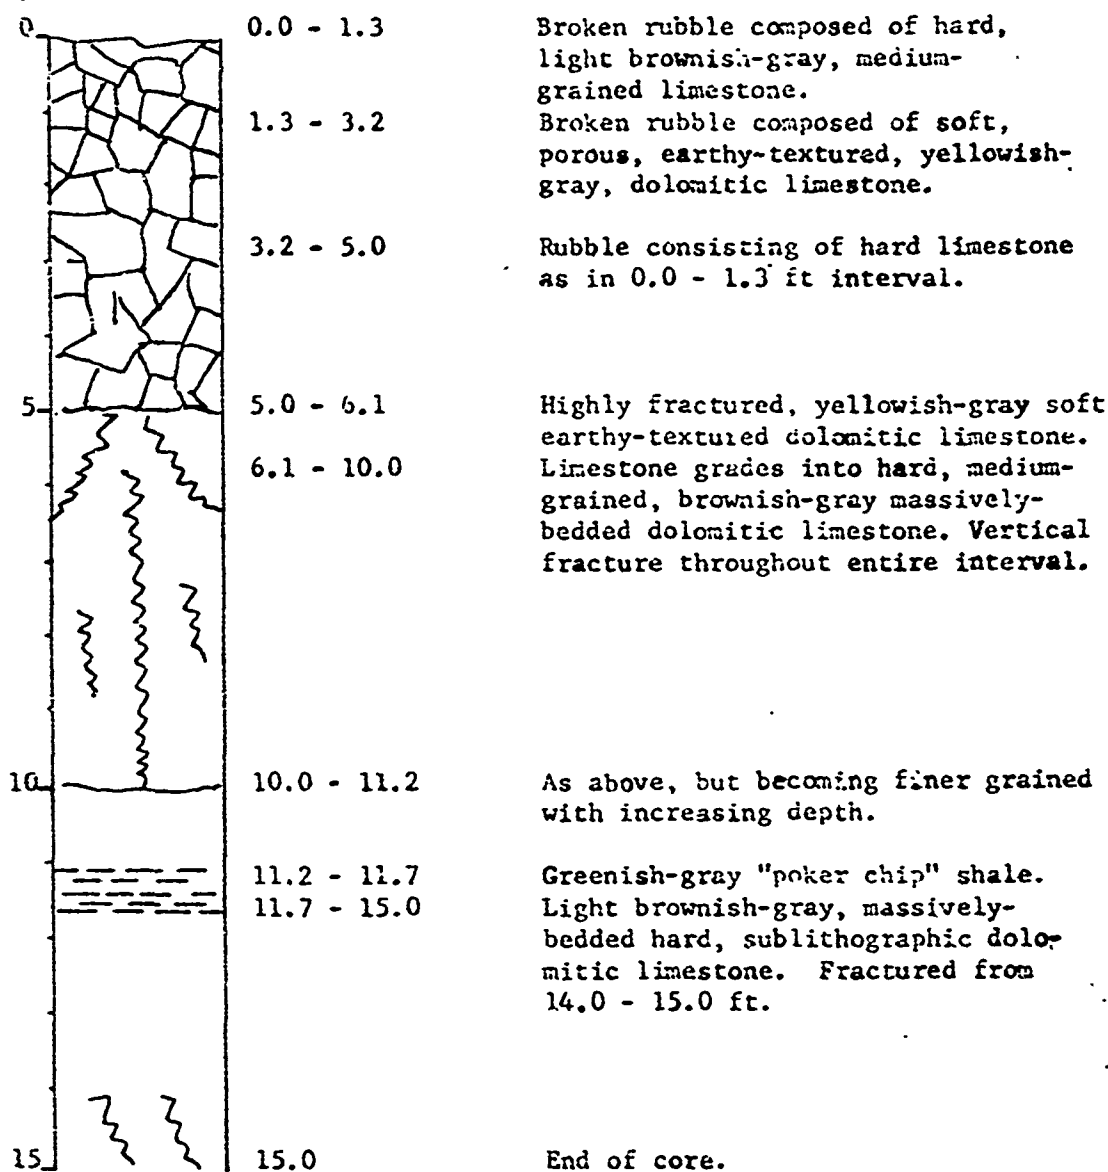 0 0.0 - 1.3 Broken rubble composed of hard,
light brownish-gray, medium-
grained limestone.
1.3 - 3.2 Broken rubble composed of soft,
porous, earthy-textured, yellowish-
gray, dolomitic limestone.
3.2 - 5.0 Rubble consisting of hard limestone
as in 0.0 - 1.3 ft interval.
5 5.0 - 6.1 Highly fractured, yellowish-gray soft
earthy-textured dolomitic limestone.
6.1 - 10.0 Limestone grades into hard, medium-
grained, brownish-gray massively-
bedded dolomitic limestone. Vertical
fracture throughout entire interval.
10 10.0 - 11.2 As above, but becoming finer grained
with increasing depth.
11.2 - 11.7 Greenish-gray "poker chip" shale.
11.7 - 15.0 Light brownish-gray, massively-
bedded hard, sublithographic dolo-
mitic limestone. Fractured from
14.0 - 15.0 ft.
15 15.0 End of core.